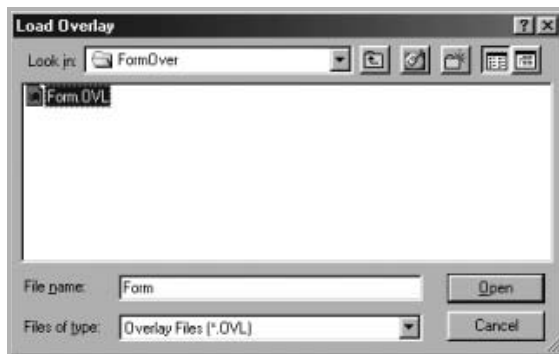 Load Overlay
Look in: FormOver
Form.OVL
File name: Form
Open
Files of type: Overlay Files (*.OVL)
Cancel